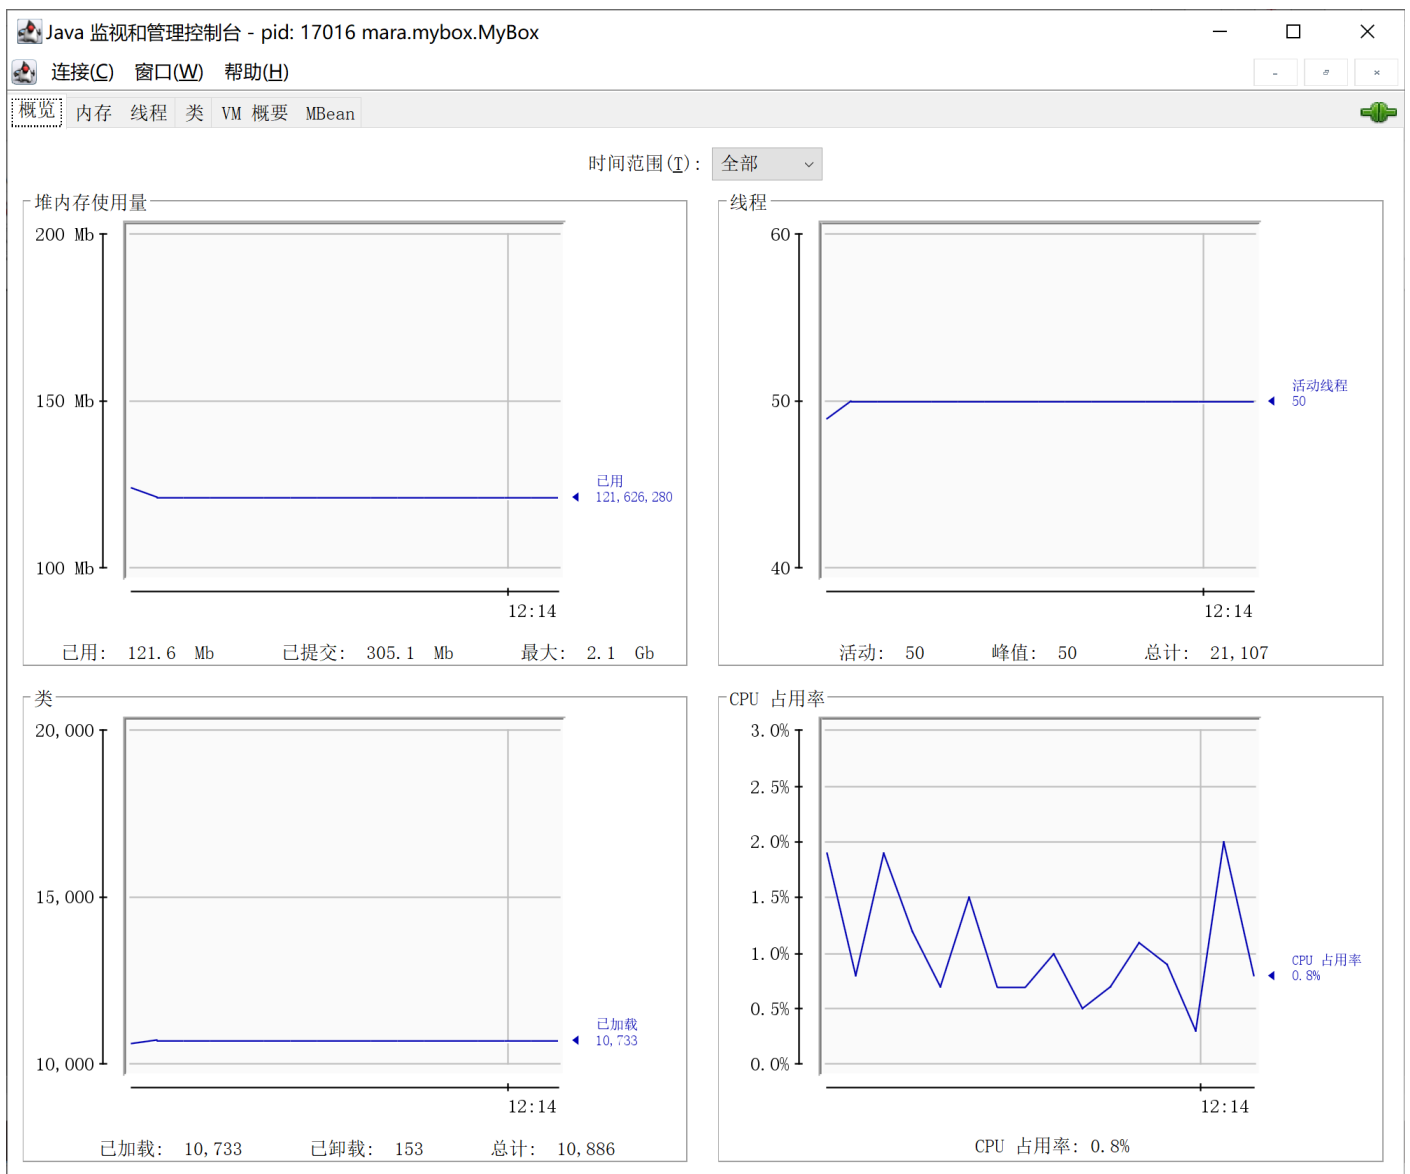 Java 监视和管理控制台 - pid: 17016 mara.mybox.MyBox
连接(C) 窗口(W) 帮助(H)
概览 内存 线程 类 VM 概要 MBean
时间范围(T): 全部
堆内存使用量
200 Mb
150 Mb
100 Mb
已用
121,626,280
12:14
已用: 121.6 Mb 已提交: 305.1 Mb 最大: 2.1 Gb
线程
60
50
40
活动线程
50
12:14
活动: 50 峰值: 50 总计: 21,107
类
20,000
15,000
10,000
已加载
10,733
12:14
已加载: 10,733 已卸载: 153 总计: 10,886
CPU 占用率
3.0%
2.5%
2.0%
1.5%
1.0%
0.5%
0.0%
CPU 占用率
0.8%
12:14
CPU 占用率: 0.8%